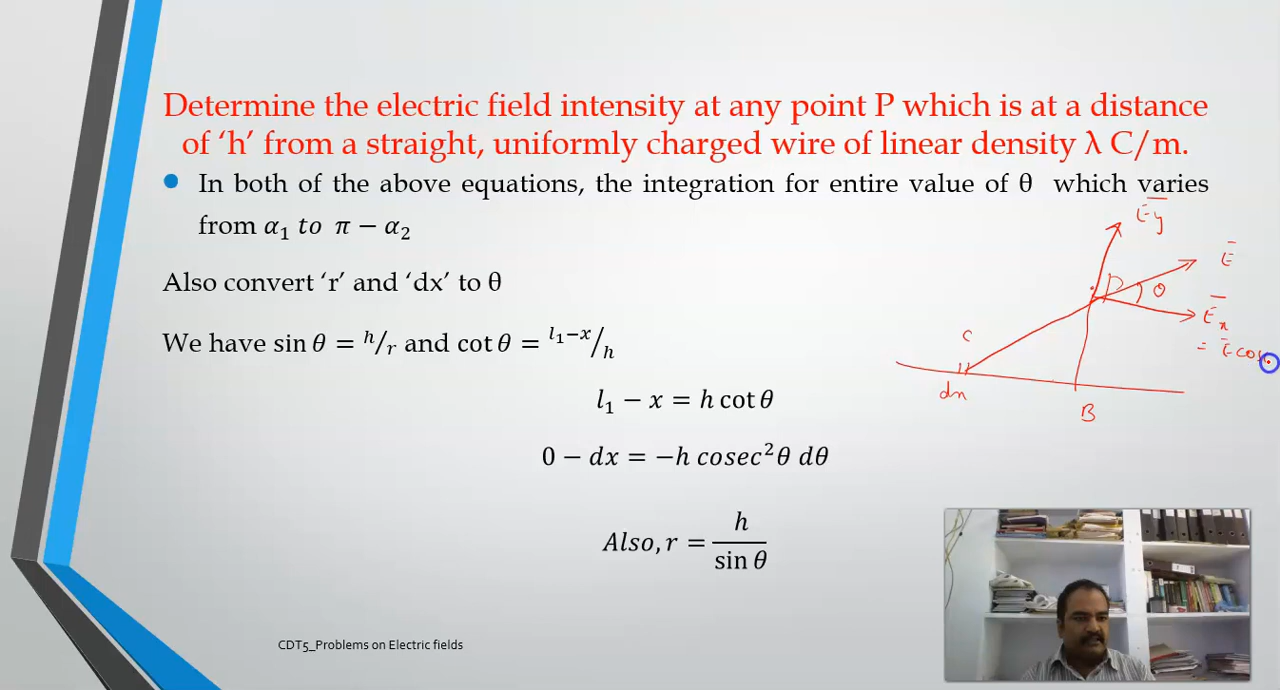 Determine the electric field intensity at any point P which is at a distance
of ‘h’ from a straight, uniformly charged wire of linear density λ C/m.
In both of the above equations, the integration for entire value of θ which varies
from α₁ to π − α₂
Also convert ‘r’ and ‘dx’ to θ
We have sin θ = h/r and cot θ = l₁−x/h
l₁ − x = h cot θ
0 − dx = −h cosec²θ dθ
Also, r = h / sin θ
E̅y
E̅
P
θ
E̅x
= E̅ cos
C
dx
B
CDT5_Problems on Electric fields